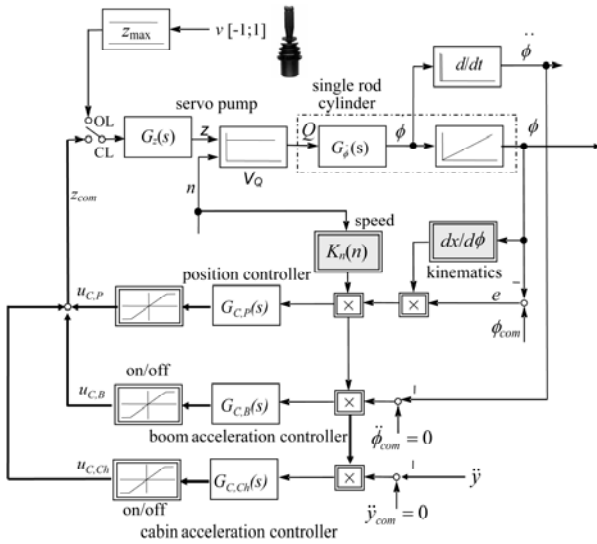 z_max
v [-1;1]
d/dt
ϕ̈
single rod
cylinder
servo pump
OL
CL
G_z(s)
z
V_Q
Q
G_ϕ̇(s)
ϕ̇
ϕ
n
z_com
speed
K_n(n)
dx/dϕ
kinematics
position controller
u_C,P
G_C,P(s)
×
×
e
−
ϕ_com
on/off
u_C,B
G_C,B(s)
×
ϕ̈_com = 0
boom acceleration controller
u_C,Ch
G_C,Ch(s)
×
ÿ
ÿ_com = 0
on/off
cabin acceleration controller